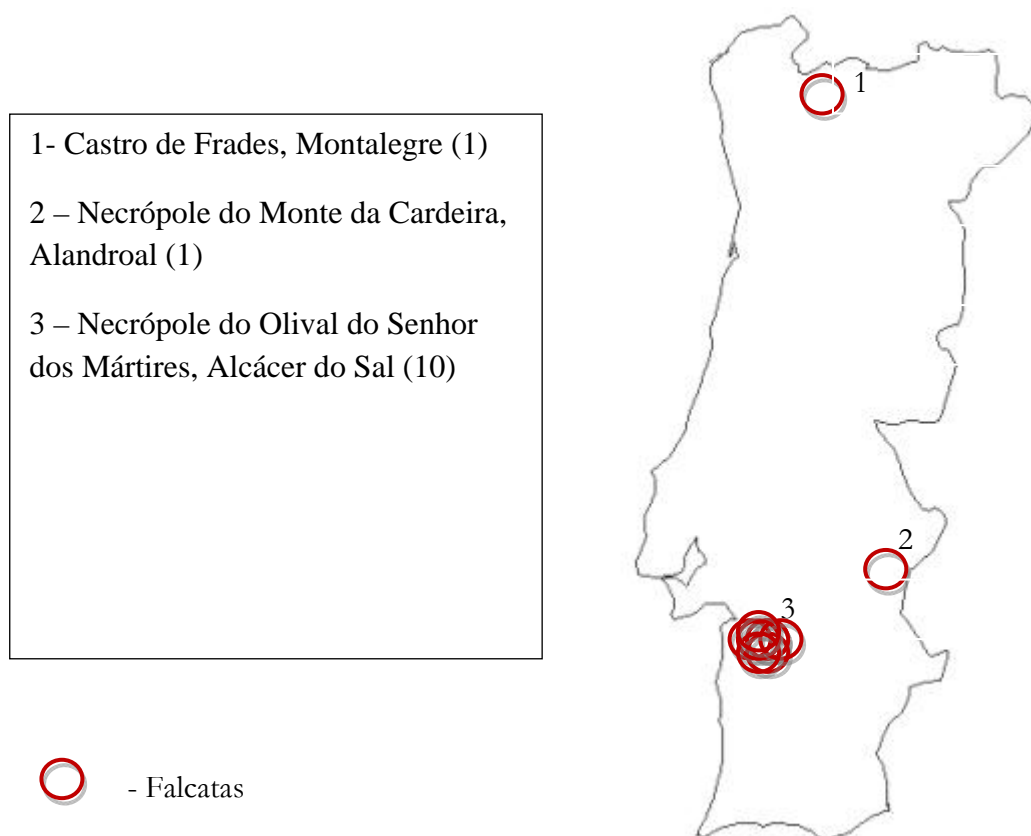 1
1- Castro de Frades, Montalegre (1)
2 – Necrópole do Monte da Cardeira,
Alandroal (1)
3 – Necrópole do Olival do Senhor
dos Mártires, Alcácer do Sal (10)
2
3
- Falcatas